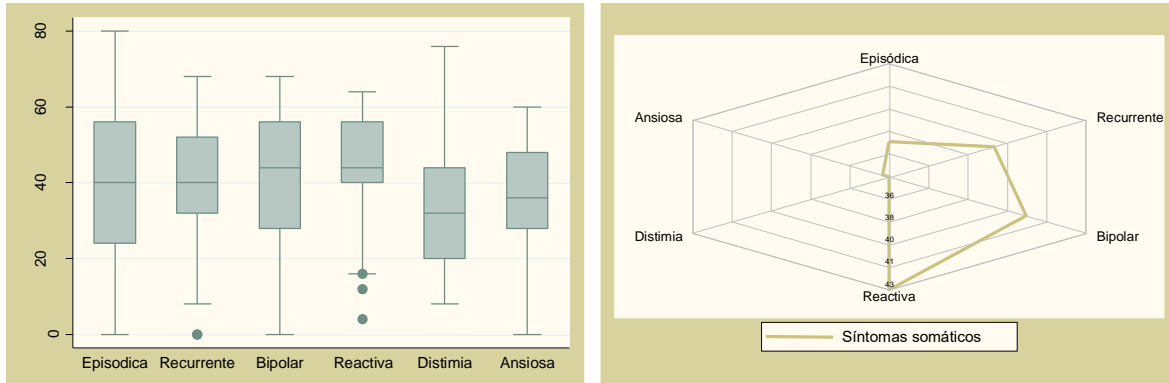 80
60
40
20
0
Episodica Recurrente Bipolar Reactiva Distimia Ansiosa
Episódica
Ansiosa
Recurrente
36
38
40
41
43
Distimia
Bipolar
Reactiva
Síntomas somáticos